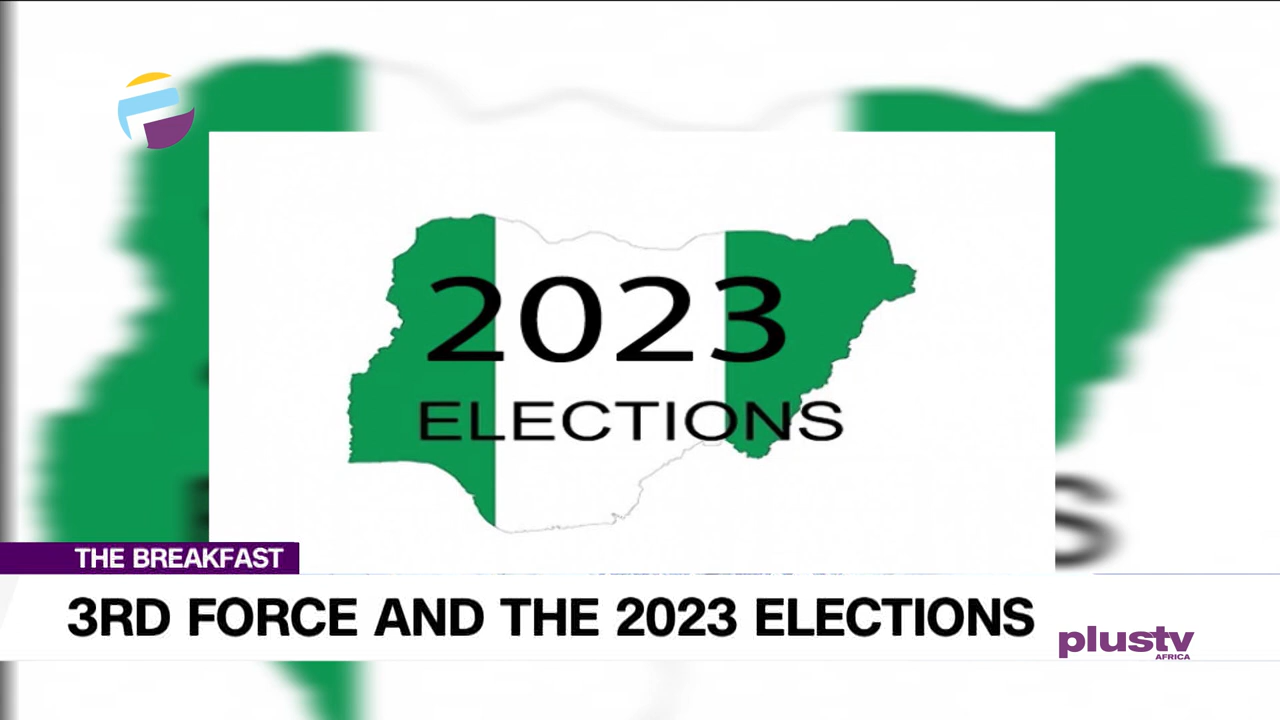 2023
ELECTIONS
THE BREAKFAST
3RD FORCE AND THE 2023 ELECTIONS
plustv
AFRICA